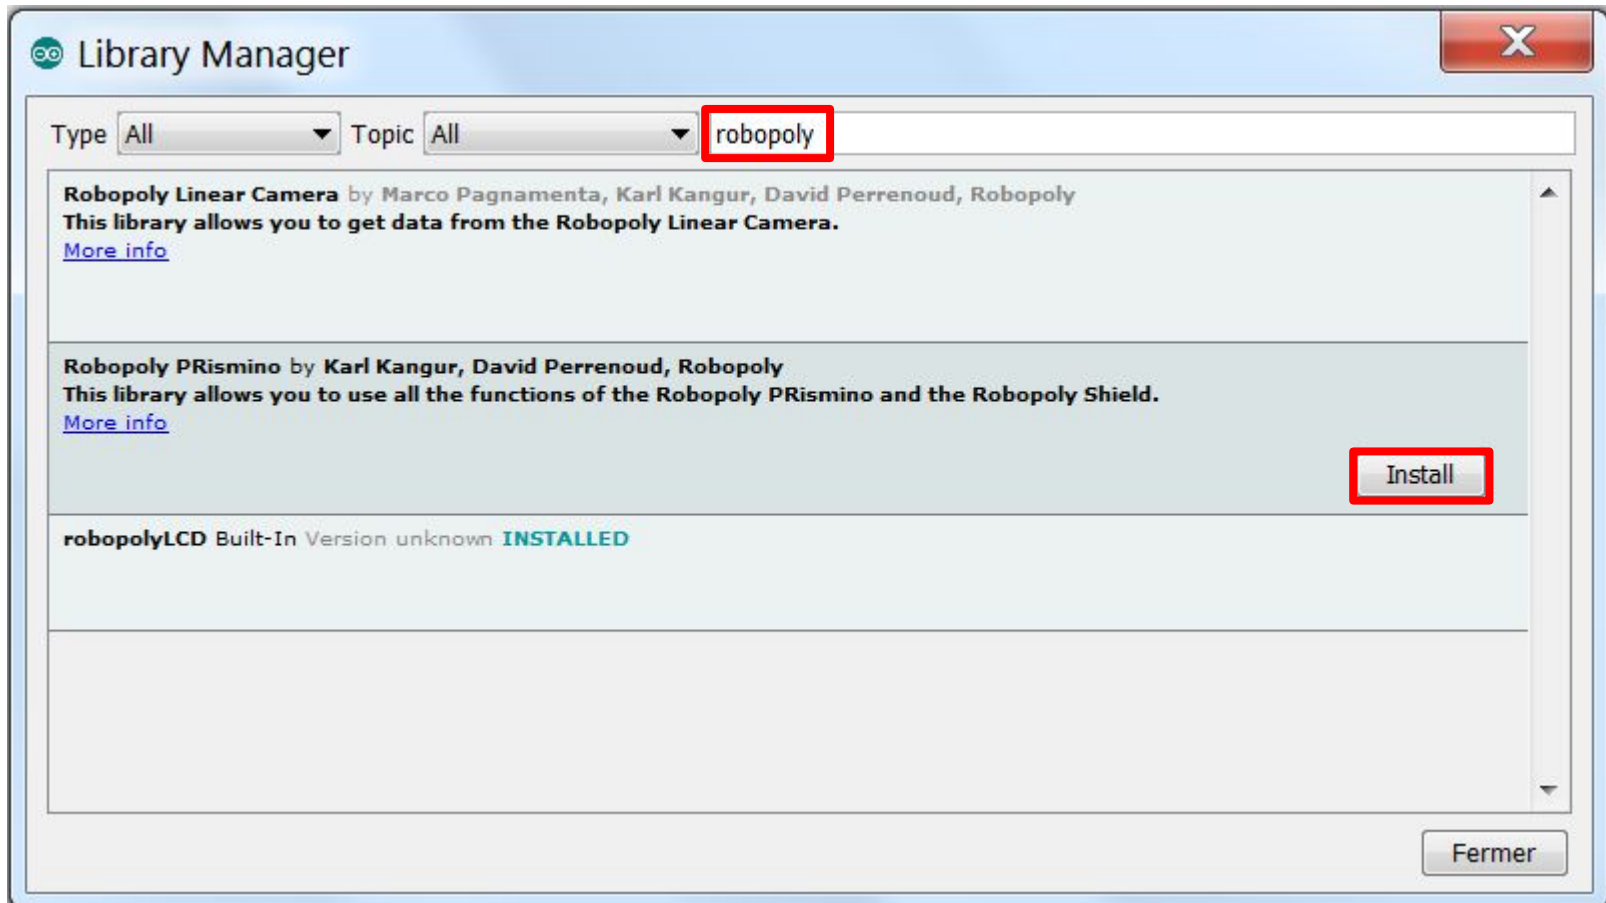 Library Manager
Type All Topic All robopoly
Robopoly Linear Camera by Marco Pagnamenta, Karl Kangur, David Perrenoud, Robopoly
This library allows you to get data from the Robopoly Linear Camera.
More info
Robopoly PRismino by Karl Kangur, David Perrenoud, Robopoly
This library allows you to use all the functions of the Robopoly PRismino and the Robopoly Shield.
More info
Install
robopolyLCD Built-In Version unknown INSTALLED
Fermer